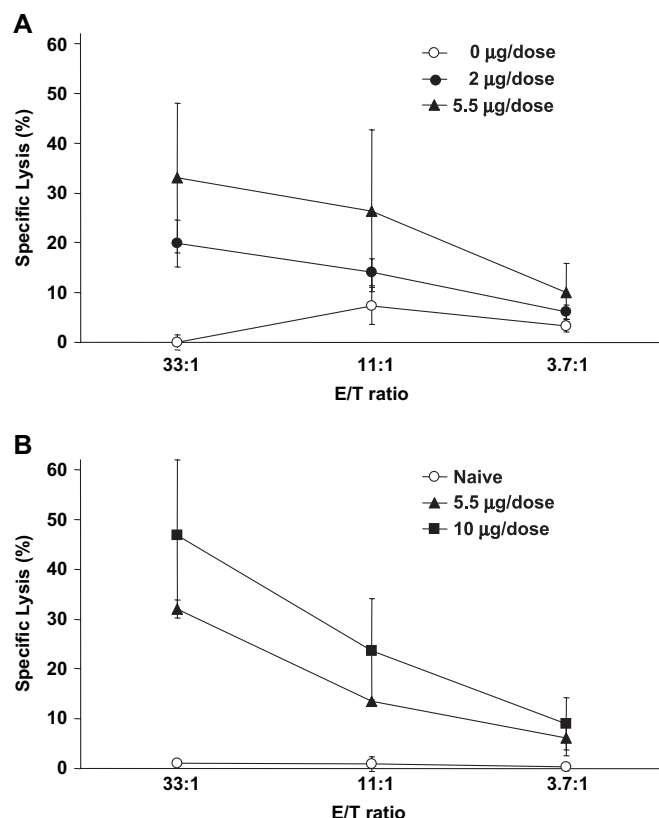 A
60
50
40
30
20
10
0
Specific Lysis (%)
0 μg/dose
2 μg/dose
5.5 μg/dose
33:1 11:1 3.7:1
E/T ratio
B
60
50
40
30
20
10
0
Specific Lysis (%)
Naive
5.5 μg/dose
10 μg/dose
33:1 11:1 3.7:1
E/T ratio